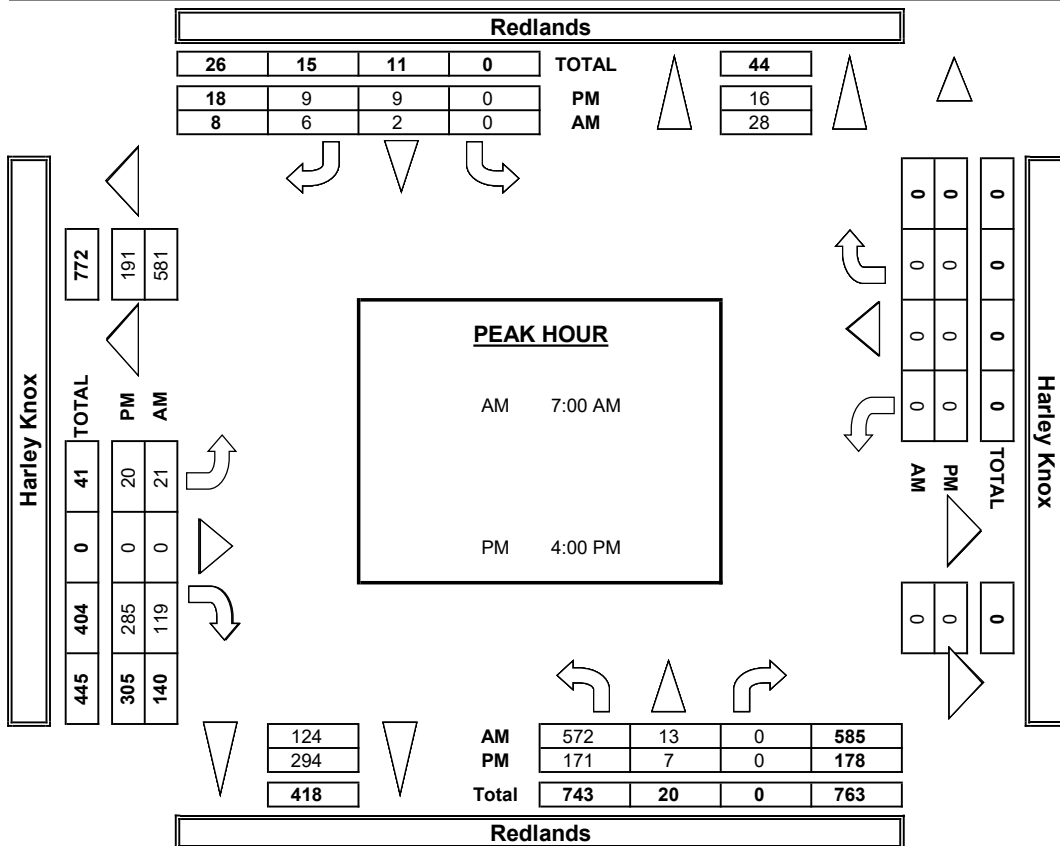 Redlands
26 15 11 0 TOTAL 44
18 9 9 0 PM 16
8 6 2 0 AM 28
Harley Knox
445 404 0 41 TOTAL 772
305 285 0 20 PM 191
140 119 0 21 AM 581
PEAK HOUR
AM 7:00 AM
PM 4:00 PM
Harley Knox
0 0 0 0 TOTAL 0
0 0 0 0 PM 0
0 0 0 0 AM 0
124 AM 572 13 0 585
294 PM 171 7 0 178
418 Total 743 20 0 763
Redlands